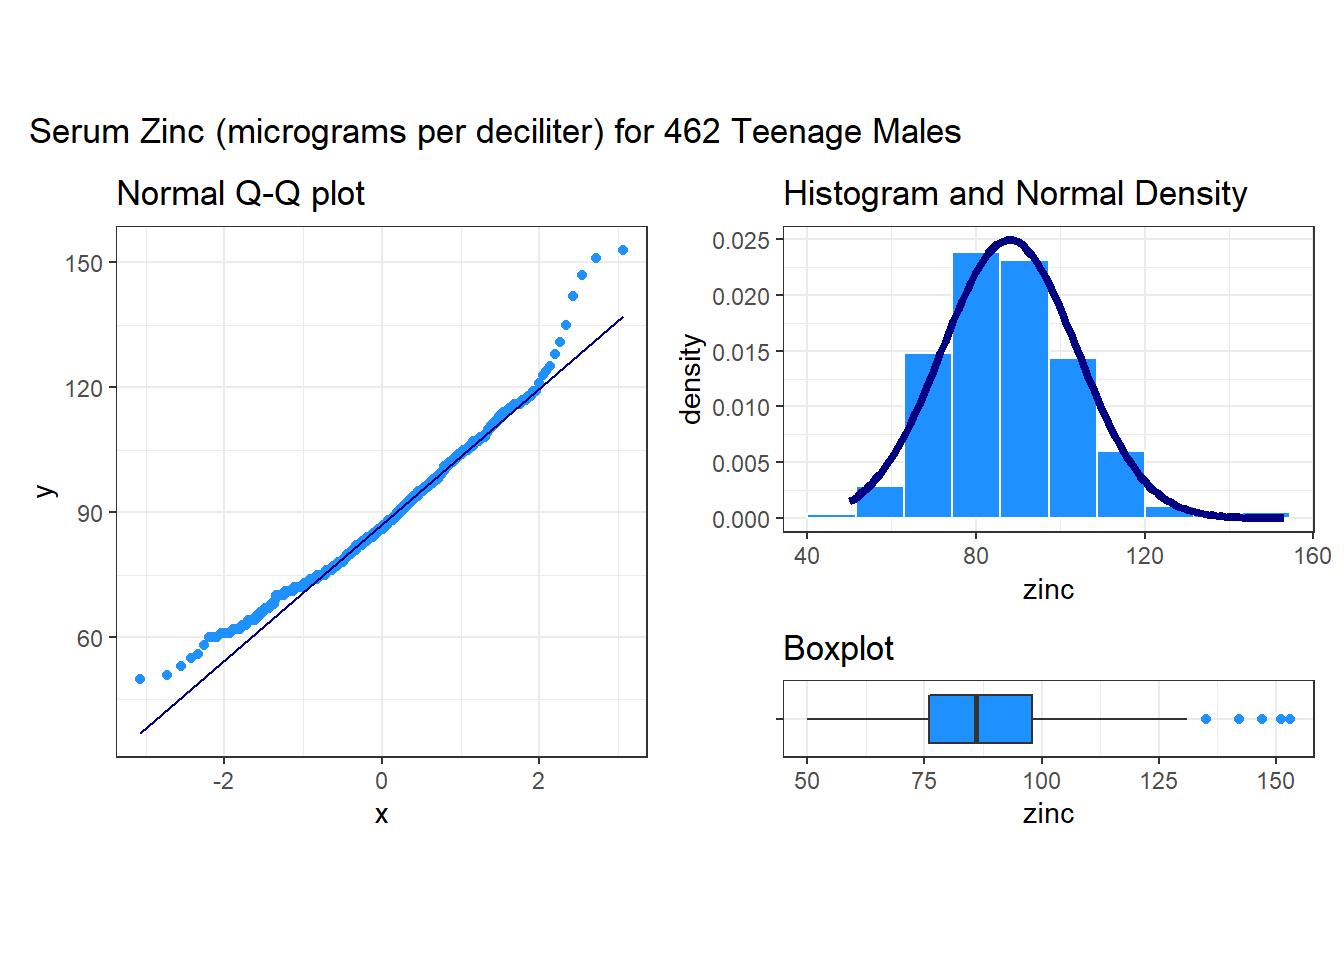 Serum Zinc (micrograms per deciliter) for 462 Teenage Males
Normal Q-Q plot
150
120
90
60
y
-2 0 2
x
Histogram and Normal Density
0.025
0.020
0.015
0.010
0.005
0.000
density
40 80 120 160
zinc
Boxplot
50 75 100 125 150
zinc